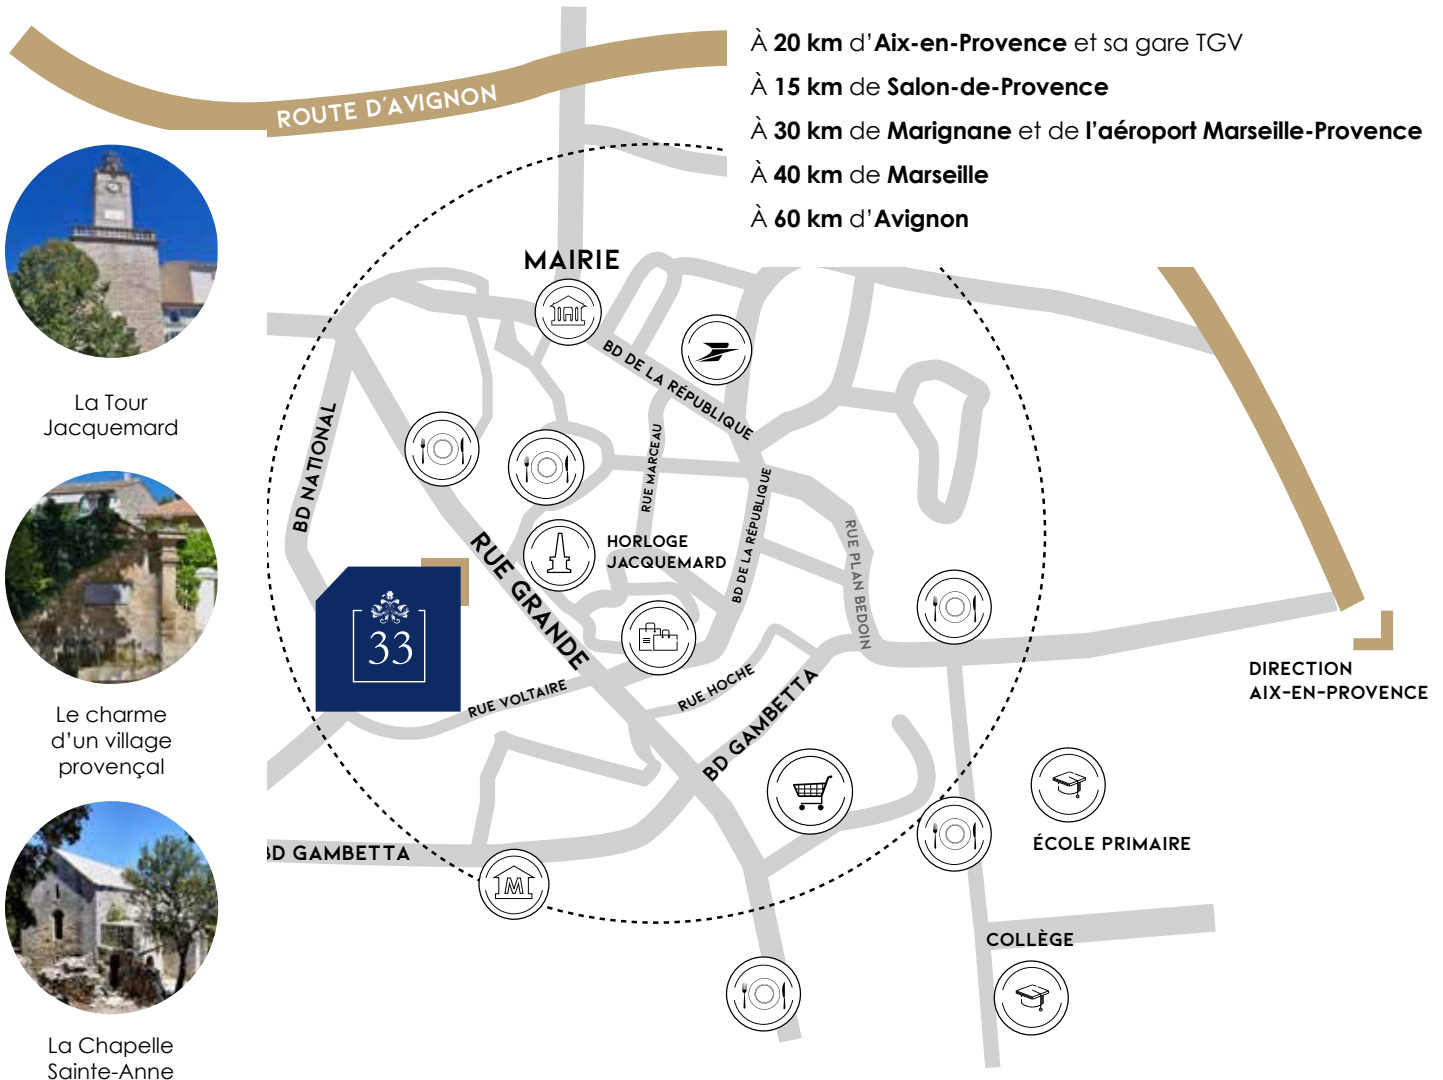 À 20 km d'Aix-en-Provence et sa gare TGV
À 15 km de Salon-de-Provence
À 30 km de Marignane et de l'aéroport Marseille-Provence
À 40 km de Marseille
À 60 km d'Avignon
ROUTE D'AVIGNON
La Tour
Jacquemard
Le charme
d'un village
provençal
La Chapelle
Sainte-Anne
MAIRIE
BD DE LA RÉPUBLIQUE
BD NATIONAL
RUE MARCEAU
BD DE LA RÉPUBLIQUE
RUE GRANDE
HORLOGE
JACQUEMARD
RUE PLAN BEDOIN
33
RUE VOLTAIRE
RUE HOCHE
BD GAMBETTA
DIRECTION
AIX-EN-PROVENCE
BD GAMBETTA
M
ÉCOLE PRIMAIRE
COLLÈGE